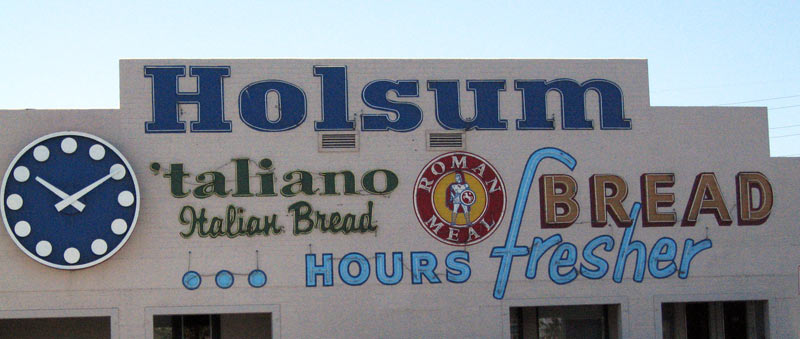 Holsum
'taliano
Italian Bread
ROMAN
MEAL
BREAD
... HOURS fresher